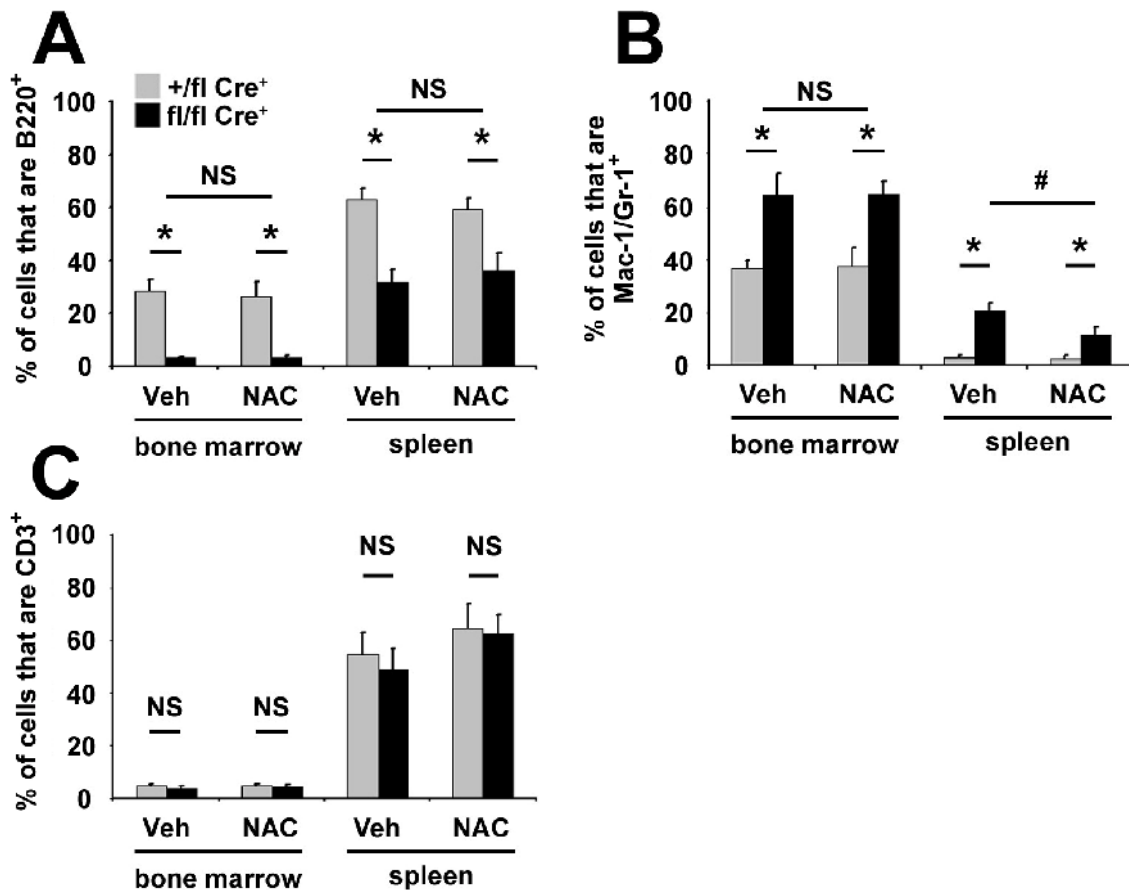 A
% of cells that are B220+
+/fl Cre+
fl/fl Cre+
100
80
60
40
20
0
NS
*
*
NS
*
*
Veh
NAC
Veh
NAC
bone marrow
spleen
B
% of cells that are
Mac-1/Gr-1+
100
80
60
40
20
0
NS
*
*
#
*
*
Veh
NAC
Veh
NAC
bone marrow
spleen
C
% of cells that are CD3+
100
80
60
40
20
0
NS
NS
NS
NS
Veh
NAC
Veh
NAC
bone marrow
spleen